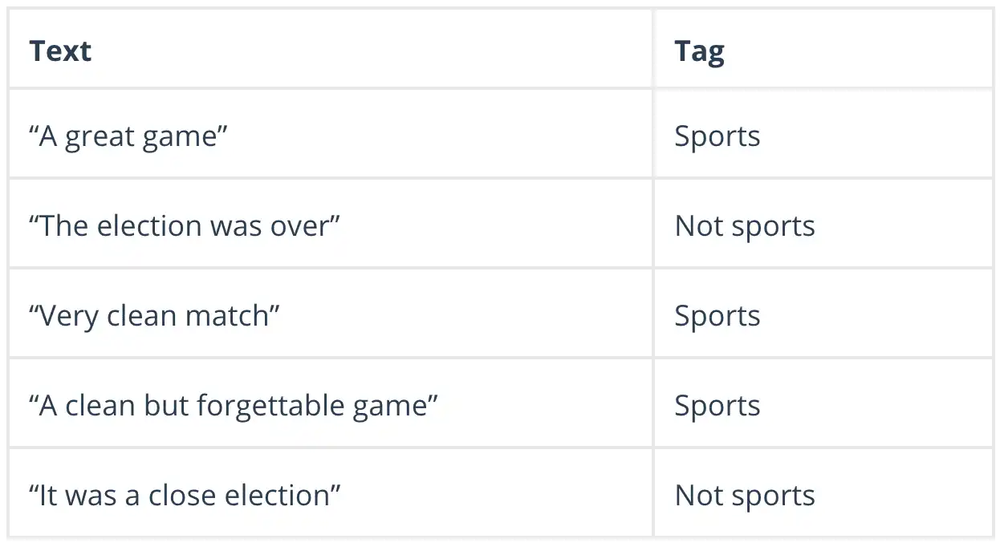 Text Tag
“A great game” Sports
“The election was over” Not sports
“Very clean match” Sports
“A clean but forgettable game” Sports
“It was a close election” Not sports